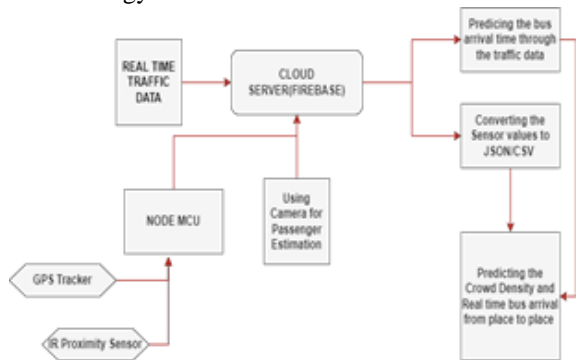 Predicing the bus
arrival time through
the traffic data
REAL TIME
TRAFFIC
DATA
CLOUD
SERVER(FIREBASE)
Converting the
Sensor values to
JSON/CSV
NODE MCU
Using
Camera for
Passenger
Estimation
GPS Tracker
IR Proximity Sensor
Predicting the
Crowd Density and
Real time bus arrival
from place to place